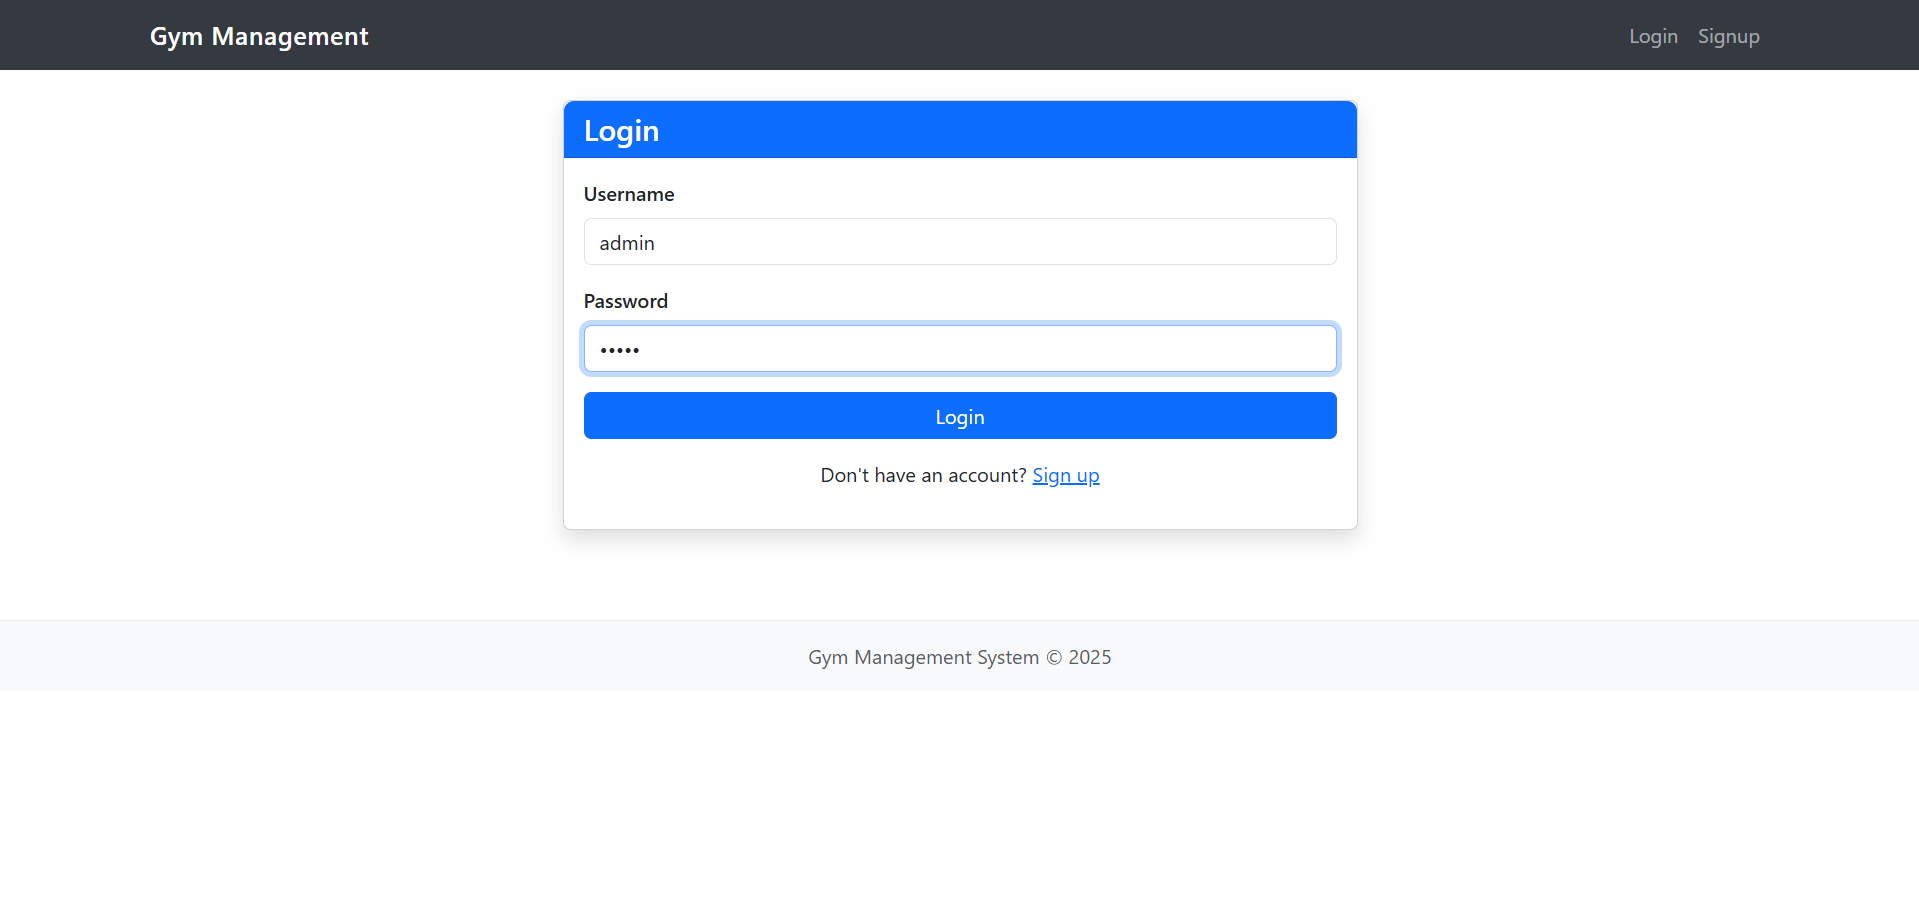 Gym Management
Login Signup
Login
Username
admin
Password
•••••
Login
Don't have an account? Sign up
Gym Management System © 2025